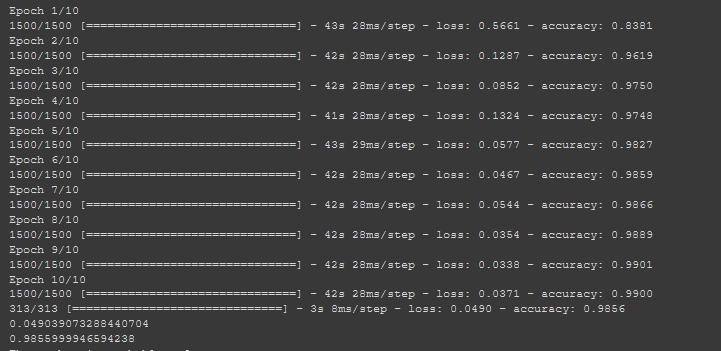 Epoch 1/10
1500/1500 [==============================] - 43s 28ms/step - loss: 0.5661 - accuracy: 0.8381
Epoch 2/10
1500/1500 [==============================] - 42s 28ms/step - loss: 0.1287 - accuracy: 0.9619
Epoch 3/10
1500/1500 [==============================] - 42s 28ms/step - loss: 0.0852 - accuracy: 0.9750
Epoch 4/10
1500/1500 [==============================] - 41s 28ms/step - loss: 0.1324 - accuracy: 0.9748
Epoch 5/10
1500/1500 [==============================] - 43s 29ms/step - loss: 0.0577 - accuracy: 0.9827
Epoch 6/10
1500/1500 [==============================] - 42s 28ms/step - loss: 0.0467 - accuracy: 0.9859
Epoch 7/10
1500/1500 [==============================] - 42s 28ms/step - loss: 0.0544 - accuracy: 0.9866
Epoch 8/10
1500/1500 [==============================] - 42s 28ms/step - loss: 0.0354 - accuracy: 0.9889
Epoch 9/10
1500/1500 [==============================] - 42s 28ms/step - loss: 0.0338 - accuracy: 0.9901
Epoch 10/10
1500/1500 [==============================] - 42s 28ms/step - loss: 0.0371 - accuracy: 0.9900
313/313 [==============================] - 3s 8ms/step - loss: 0.0490 - accuracy: 0.9856
0.049039073288440704
0.9855999946594238